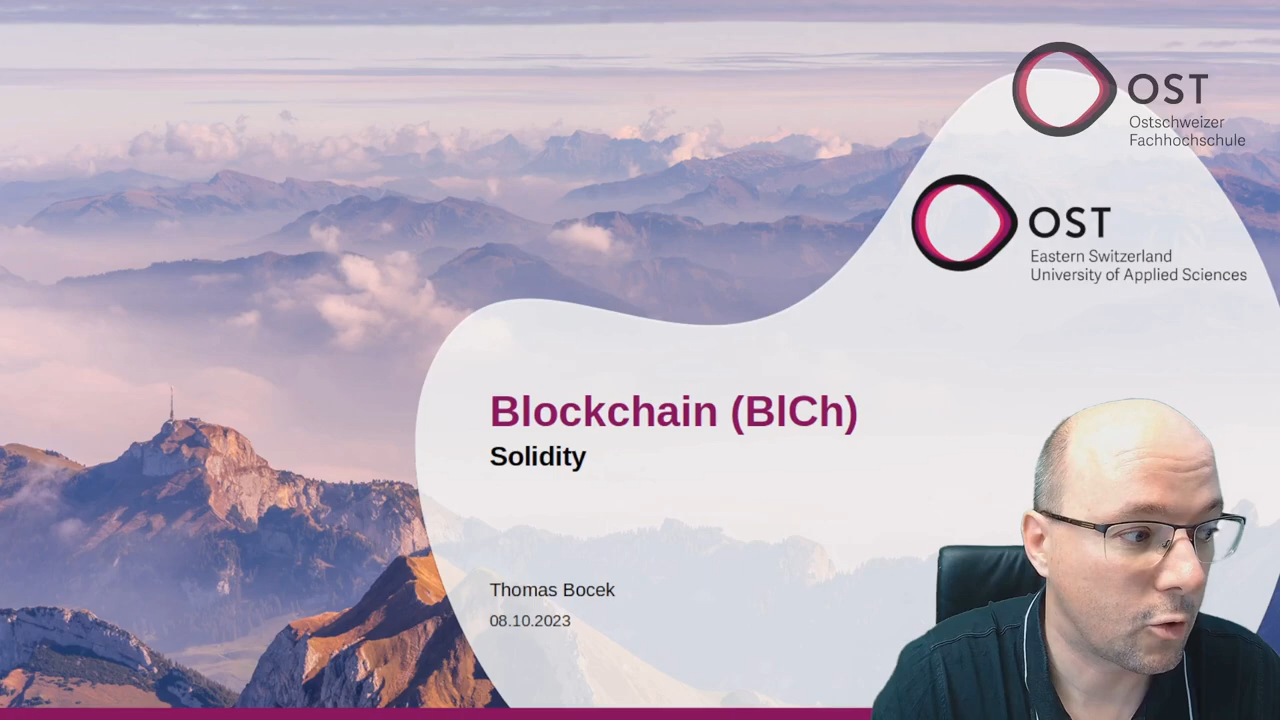 OST
Ostschweizer
Fachhochschule
OST
Eastern Switzerland
University of Applied Sciences
Blockchain (BlCh)
Solidity
Thomas Bocek
08.10.2023